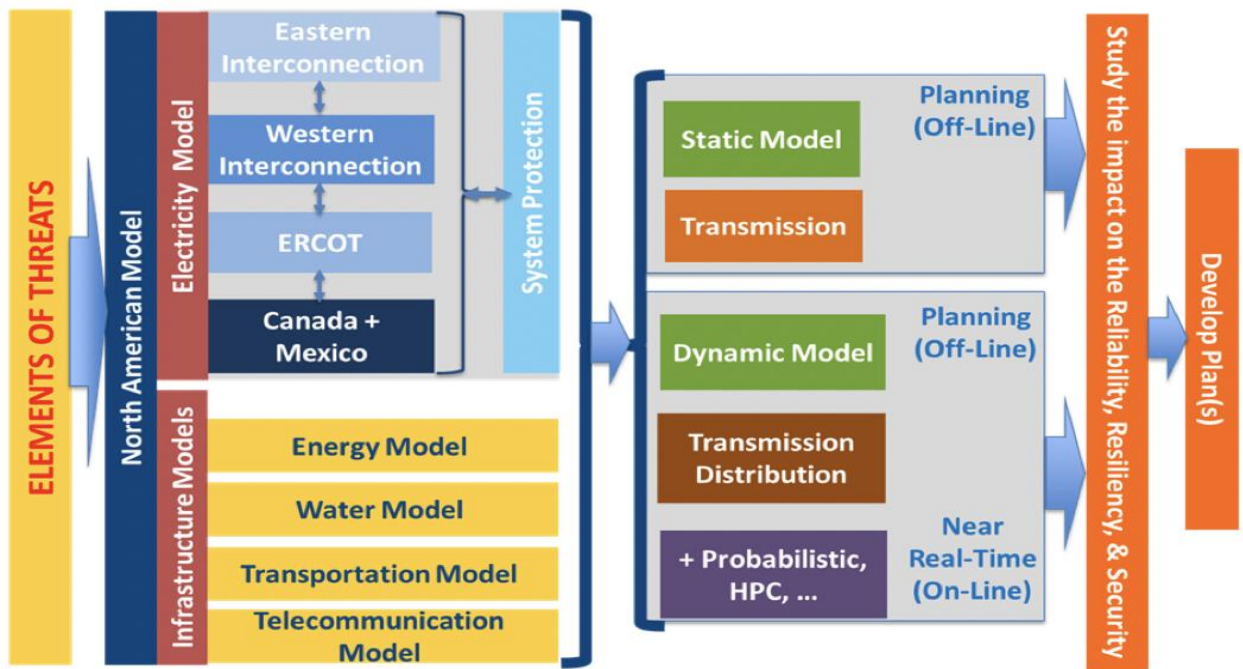 ELEMENTS OF THREATS
North American Model
Electricity Model
Eastern
Interconnection
Western
Interconnection
ERCOT
Canada +
Mexico
System Protection
Infrastructure Models
Energy Model
Water Model
Transportation Model
Telecommunication
Model
Planning
(Off-Line)
Static Model
Transmission
Planning
(Off-Line)
Dynamic Model
Transmission
Distribution
+ Probabilistic,
HPC, ...
Near
Real-Time
(On-Line)
Study the impact on the Reliability, Resiliency, & Security
Develop Plan(s)